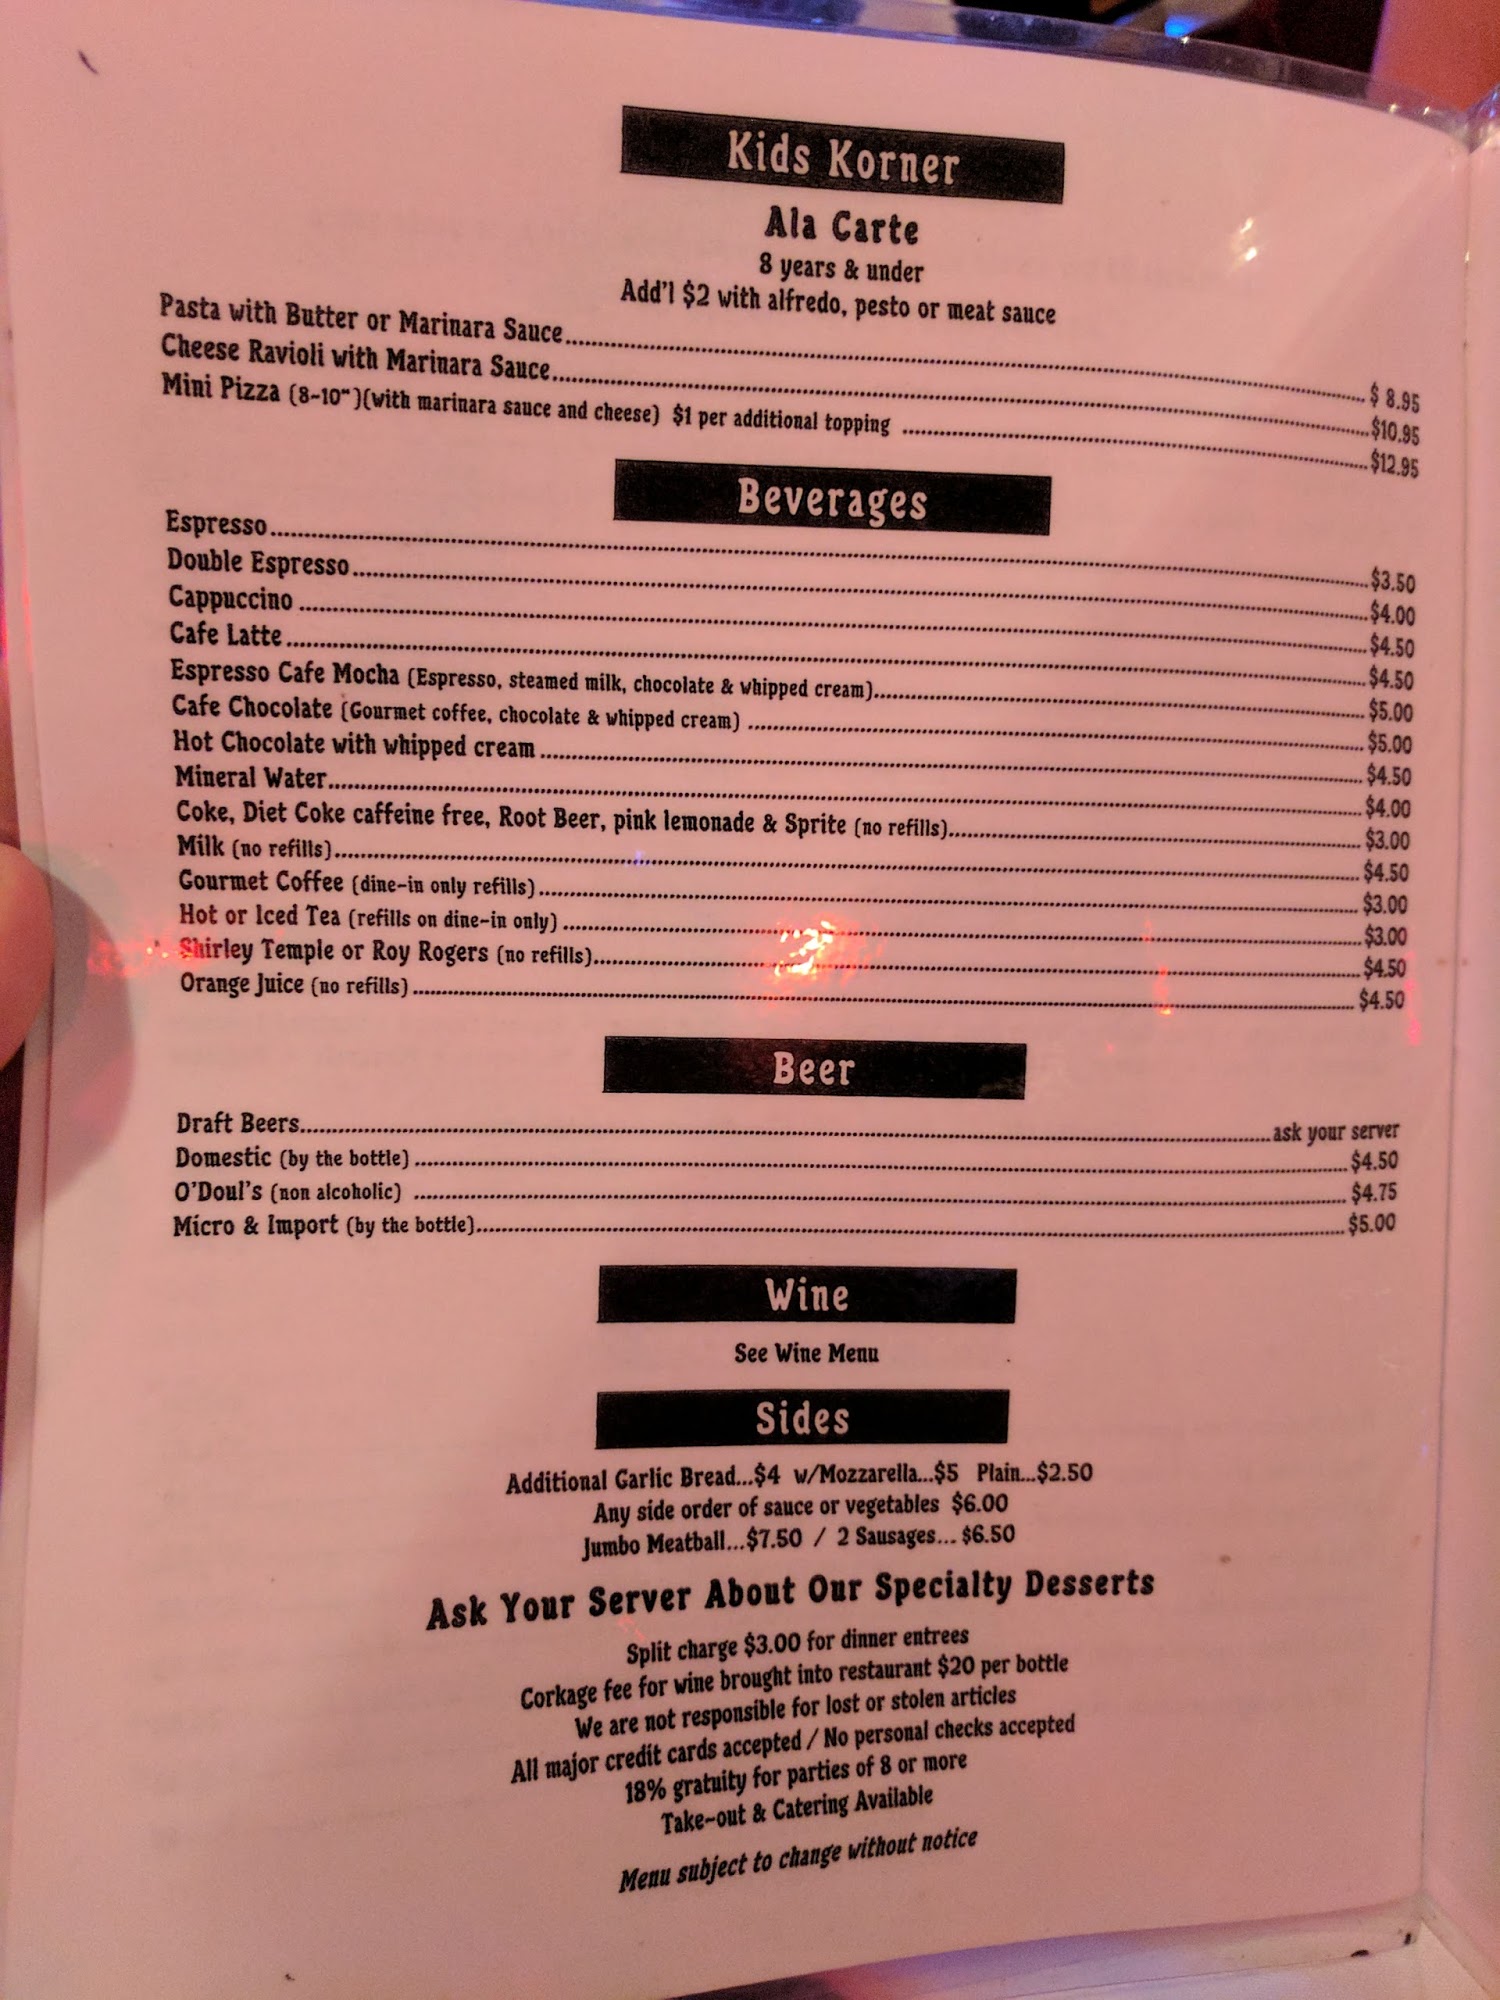 Kids Korner
Ala Carte
8 years & under
Add'l $2 with alfredo, pesto or meat sauce
Pasta with Butter or Marinara Sauce.......... $ 8.95
Cheese Ravioli with Marinara Sauce..........$10.95
Mini Pizza (8-10")(with marinara sauce and cheese) $1 per additional topping ..........$12.95
Beverages
Espresso..........$3.50
Double Espresso..........$4.00
Cappuccino ..........$4.50
Cafe Latte..........$4.50
Espresso Cafe Mocha (Espresso, steamed milk, chocolate & whipped cream)..........$5.00
Cafe Chocolate (Gourmet coffee, chocolate & whipped cream) ..........$5.00
Hot Chocolate with whipped cream ..........$4.50
Mineral Water..........$4.00
Coke, Diet Coke caffeine free, Root Beer, pink lemonade & Sprite (no refills)..........$3.00
Milk (no refills)..........$4.50
Gourmet Coffee (dine-in only refills)..........$3.00
Hot or Iced Tea (refills on dine-in only) ..........$3.00
Shirley Temple or Roy Rogers (no refills)..........$4.50
Orange Juice (no refills) .......... $4.50
Beer
Draft Beers..........ask your server
Domestic (by the bottle) ..........$4.50
O'Doul's (non alcoholic) .......... $4.75
Micro & Import (by the bottle)..........$5.00
Wine
See Wine Menu
Sides
Additional Garlic Bread...$4 w/Mozzarella...$5 Plain...$2.50
Any side order of sauce or vegetables $6.00
Jumbo Meatball...$7.50 / 2 Sausages... $6.50
Ask Your Server About Our Specialty Desserts
Split charge $3.00 for dinner entrees
Corkage fee for wine brought into restaurant $20 per bottle
We are not responsible for lost or stolen articles
All major credit cards accepted / No personal checks accepted
18% gratuity for parties of 8 or more
Take-out & Catering Available
Menu subject to change without notice